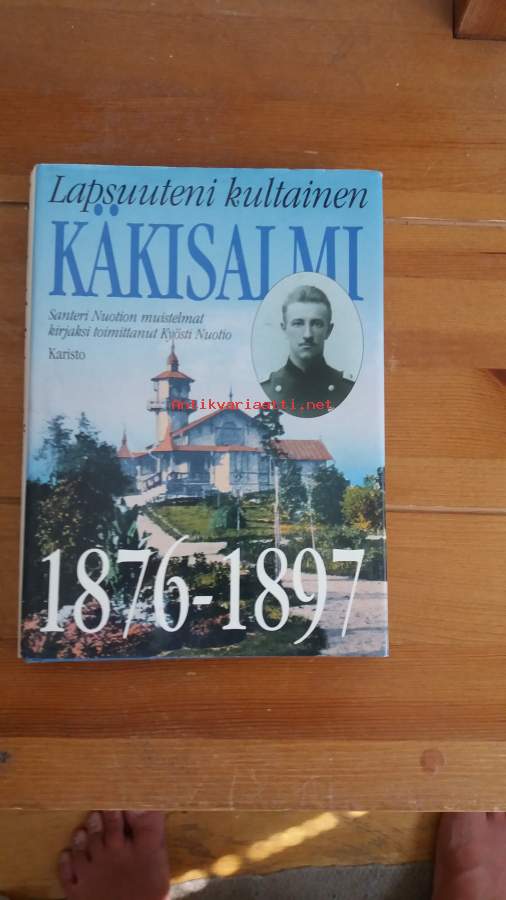 Lapsuuteni kultainen
KÄKISALMI
Santeri Nuotion muistelmat
kirjaksi toimittanut Kyösti Nuotio
Karisto
Antikvariaatti.net
1876-1897